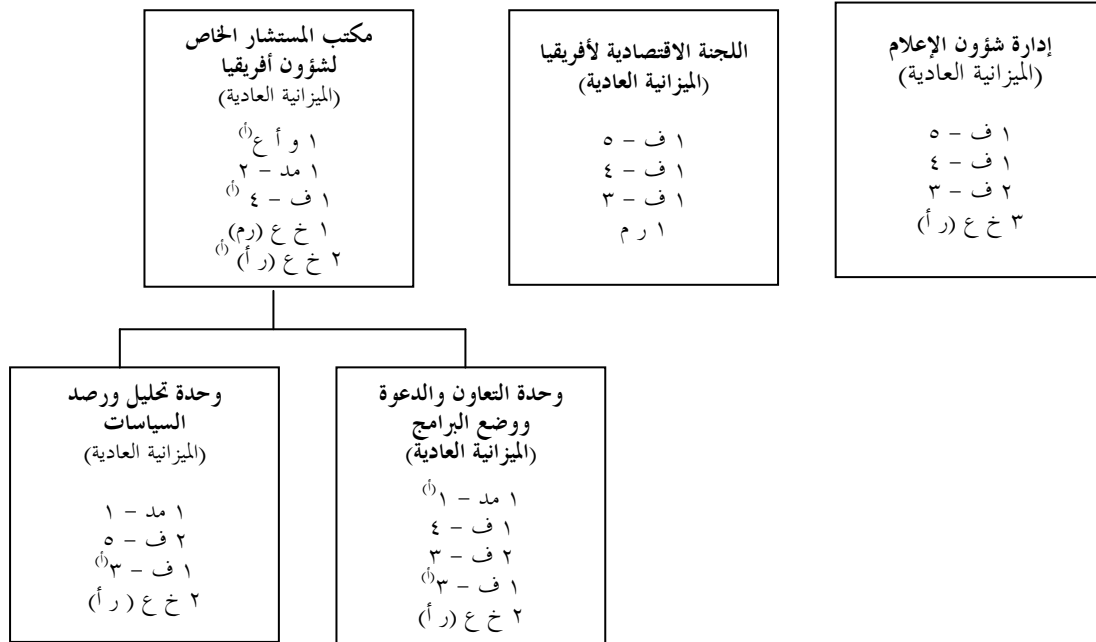 إدارة شؤون الإعلام
(الميزانية العادية)
١ ف – ٥
١ ف – ٤
٢ ف – ٣
٣ خ ع (ر أ)
اللجنة الاقتصادية لأفريقيا
(الميزانية العادية)
١ ف – ٥
١ ف – ٤
١ ف – ٣
١ ر م
مكتب المستشار الخاص
لشؤون أفريقيا
(الميزانية العادية)
١ و أ ع(أ)
١ مد – ٢
١ ف – ٤ (أ)
١ خ ع (رم)
٢ خ ع (ر أ) (أ)
وحدة التعاون والدعوة
ووضع البرامج
(الميزانية العادية)
١ مد – ١(أ)
١ ف – ٤
٢ ف – ٣
١ ف – ٣(أ)
٢ خ ع (ر أ)
وحدة تحليل ورصد
السياسات
(الميزانية العادية)
١ مد – ١
٢ ف – ٥
١ ف – ٣(أ)
٢ خ ع ( ر أ)